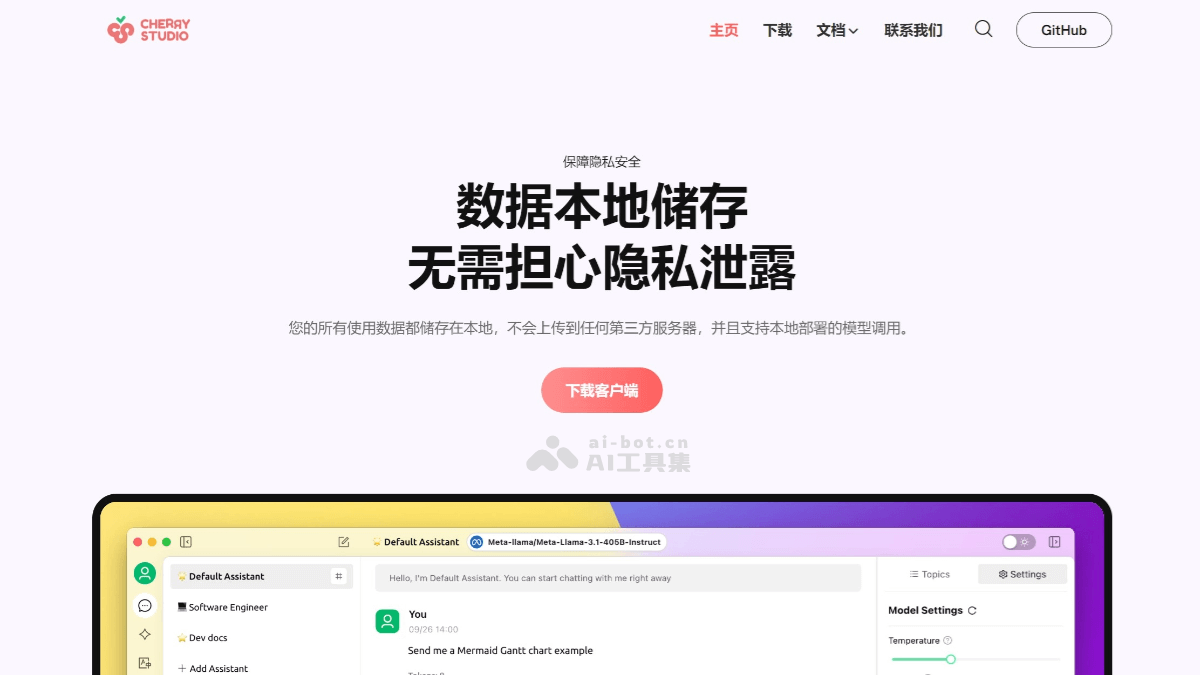 CHERRY
STUDIO
主页
下载
文档
联系我们
GitHub
保障隐私安全
数据本地储存
无需担心隐私泄露
您的所有使用数据都储存在本地，不会上传到任何第三方服务器，并且支持本地部署的模型调用。
下载客户端
ai-bot.cn
AI工具集
Default Assistant
Meta-llama/Meta-Llama-3.1-405B-Instruct
Default Assistant
#
Software Engineer
Dev docs
+ Add Assistant
Hello, I'm Default Assistant. You can start chatting with me right away
You
09/26 14:00
Send me a Mermaid Gantt chart example
Topics
Settings
Model Settings
Temperature